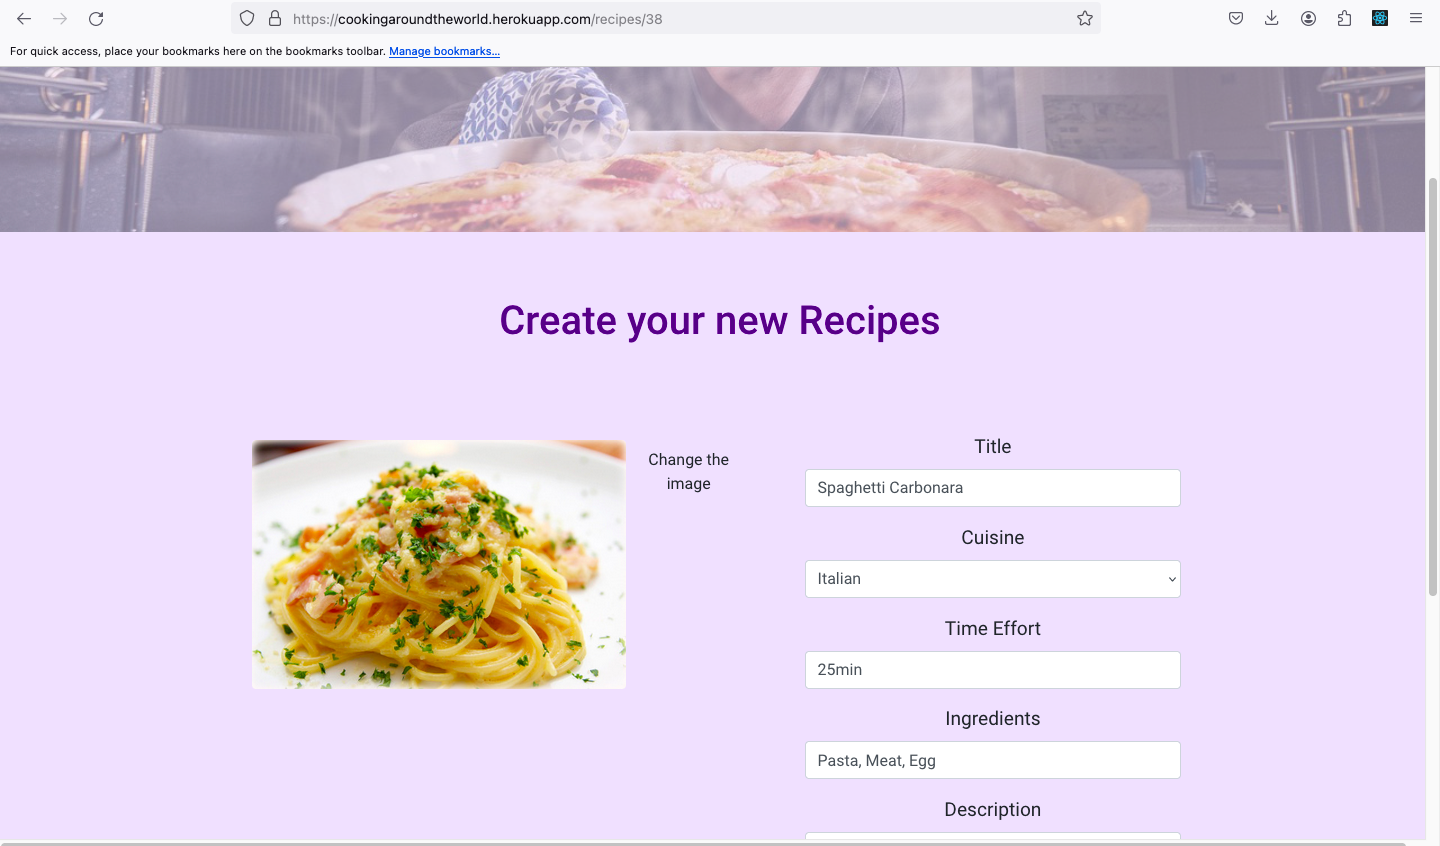 https://cookingaroundtheworld.herokuapp.com/recipes/38
For quick access, place your bookmarks here on the bookmarks toolbar. Manage bookmarks...
Create your new Recipes
Change the
image
Title
Spaghetti Carbonara
Cuisine
Italian
Time Effort
25min
Ingredients
Pasta, Meat, Egg
Description